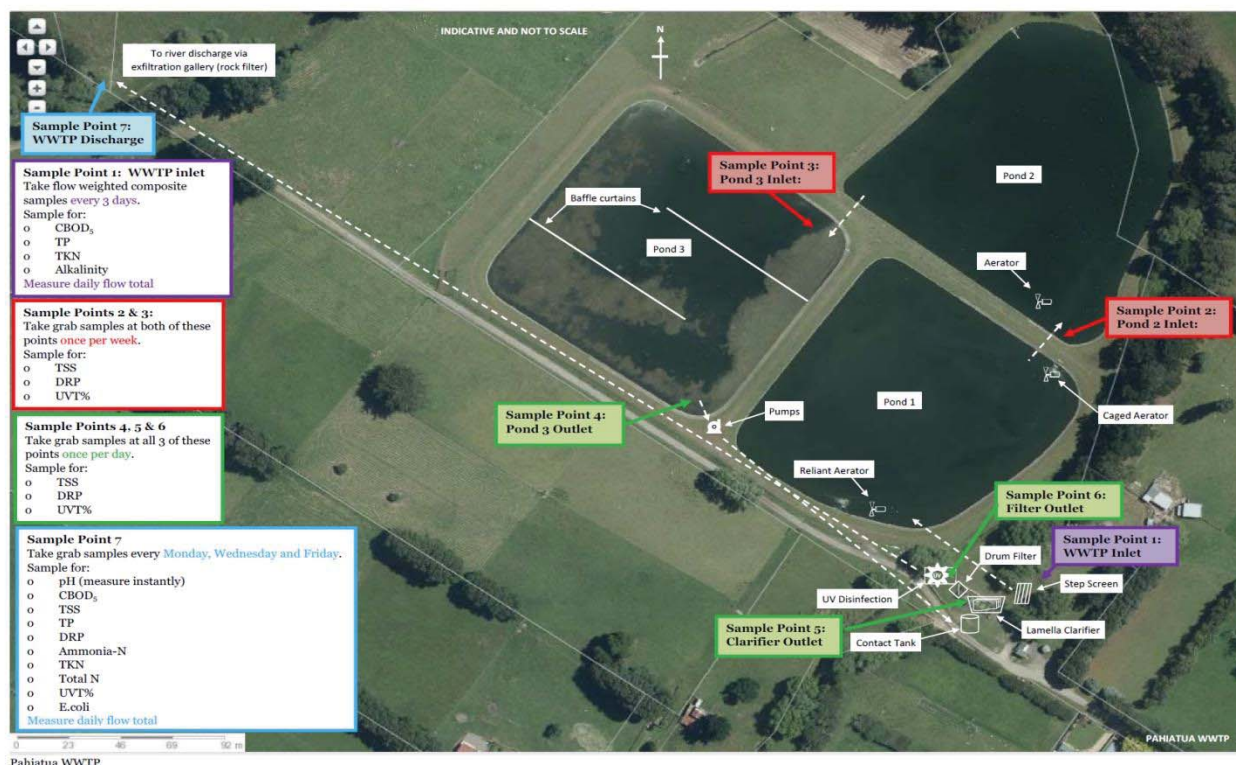 To river discharge via
exfiltration gallery (rock filter)
INDICATIVE AND NOT TO SCALE
N
Sample Point 7:
WWTP Discharge
Sample Point 1: WWTP inlet
Take flow weighted composite
samples every 3 days.
Sample for:
o CBOD₅
o TP
o TKN
o Alkalinity
Measure daily flow total
Sample Points 2 & 3:
Take grab samples at both of these
points once per week.
Sample for:
o TSS
o DRP
o UVT%
Sample Points 4, 5 & 6
Take grab samples at all 3 of these
points once per day.
Sample for:
o TSS
o DRP
o UVT%
Sample Point 7
Take grab samples every Monday, Wednesday and Friday.
Sample for:
o pH (measure instantly)
o CBOD₅
o TSS
o TP
o DRP
o Ammonia-N
o TKN
o Total N
o UVT%
o E.coli
Measure daily flow total
Sample Point 3:
Pond 3 Inlet:
Pond 2
Baffle curtains
Pond 3
Aerator
Sample Point 2:
Pond 2 Inlet:
Pond 1
Caged Aerator
Sample Point 4:
Pond 3 Outlet
Pumps
Reliant Aerator
Sample Point 6:
Filter Outlet
Sample Point 1:
WWTP Inlet
Drum Filter
Step Screen
UV
UV Disinfection
Sample Point 5:
Clarifier Outlet
Contact Tank
Lamella Clarifier
0 23 46 69 92 m
PAHIATUA WWTP
Pahiatua WWTP